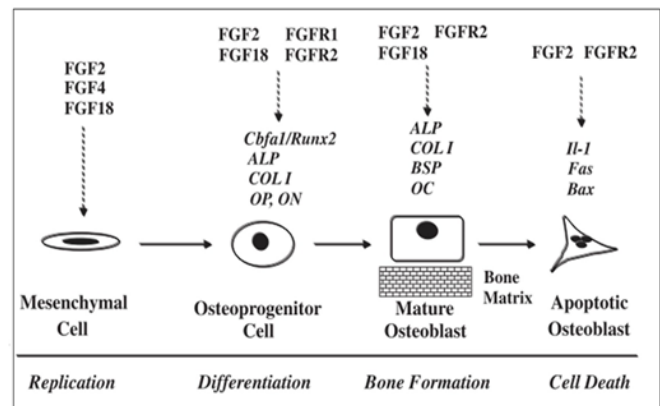 FGF2
FGF4
FGF18
FGF2 FGFR1
FGF18 FGFR2
Cbfa1/Runx2
ALP
COL I
OP, ON
FGF2 FGFR2
FGF18
ALP
COL I
BSP
OC
FGF2 FGFR2
Il-1
Fas
Bax
Mesenchymal
Cell
Osteoprogenitor
Cell
Mature
Osteoblast
Bone
Matrix
Apoptotic
Osteoblast
Replication
Differentiation
Bone Formation
Cell Death